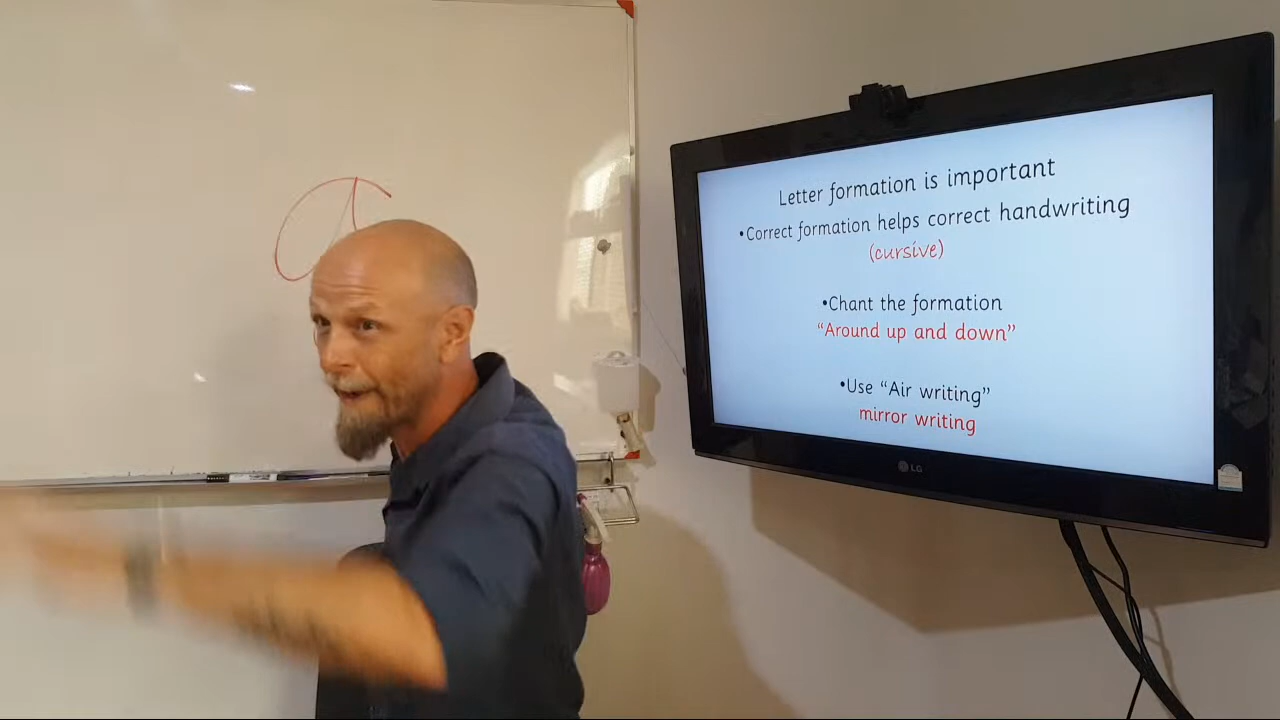 Letter formation is important
•Correct formation helps correct handwriting
(cursive)
•Chant the formation
“Around up and down”
•Use “Air writing”
mirror writing
LG